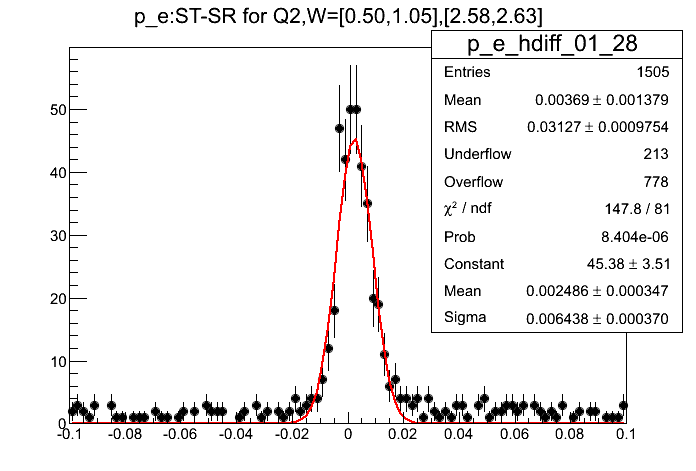 p_e:ST-SR for Q2,W=[0.50,1.05],[2.58,2.63]
p_e_hdiff_01_28
Entries 1505
Mean 0.00369 ± 0.001379
RMS 0.03127 ± 0.0009754
Underflow 213
Overflow 778
χ² / ndf 147.8 / 81
Prob 8.404e-06
Constant 45.38 ± 3.51
Mean 0.002486 ± 0.000347
Sigma 0.006438 ± 0.000370
50
40
30
20
10
0
-0.1 -0.08 -0.06 -0.04 -0.02 0 0.02 0.04 0.06 0.08 0.1